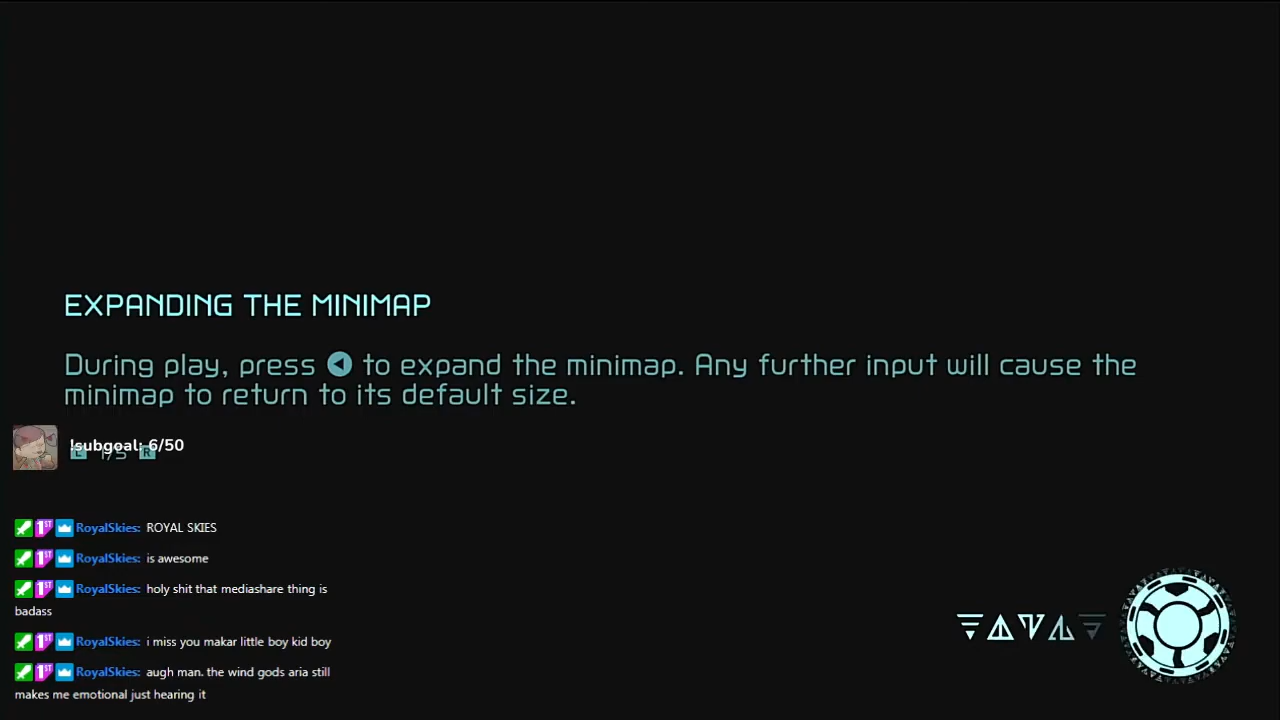 EXPANDING THE MINIMAP
During play, press ◀ to expand the minimap. Any further input will cause the
minimap to return to its default size.
!subgoal: 6/50
L 1/5 R
RoyalSkies: ROYAL SKIES
RoyalSkies: is awesome
RoyalSkies: holy shit that mediashare thing is
badass
RoyalSkies: i miss you makar little boy kid boy
RoyalSkies: augh man. the wind gods aria still
makes me emotional just hearing it